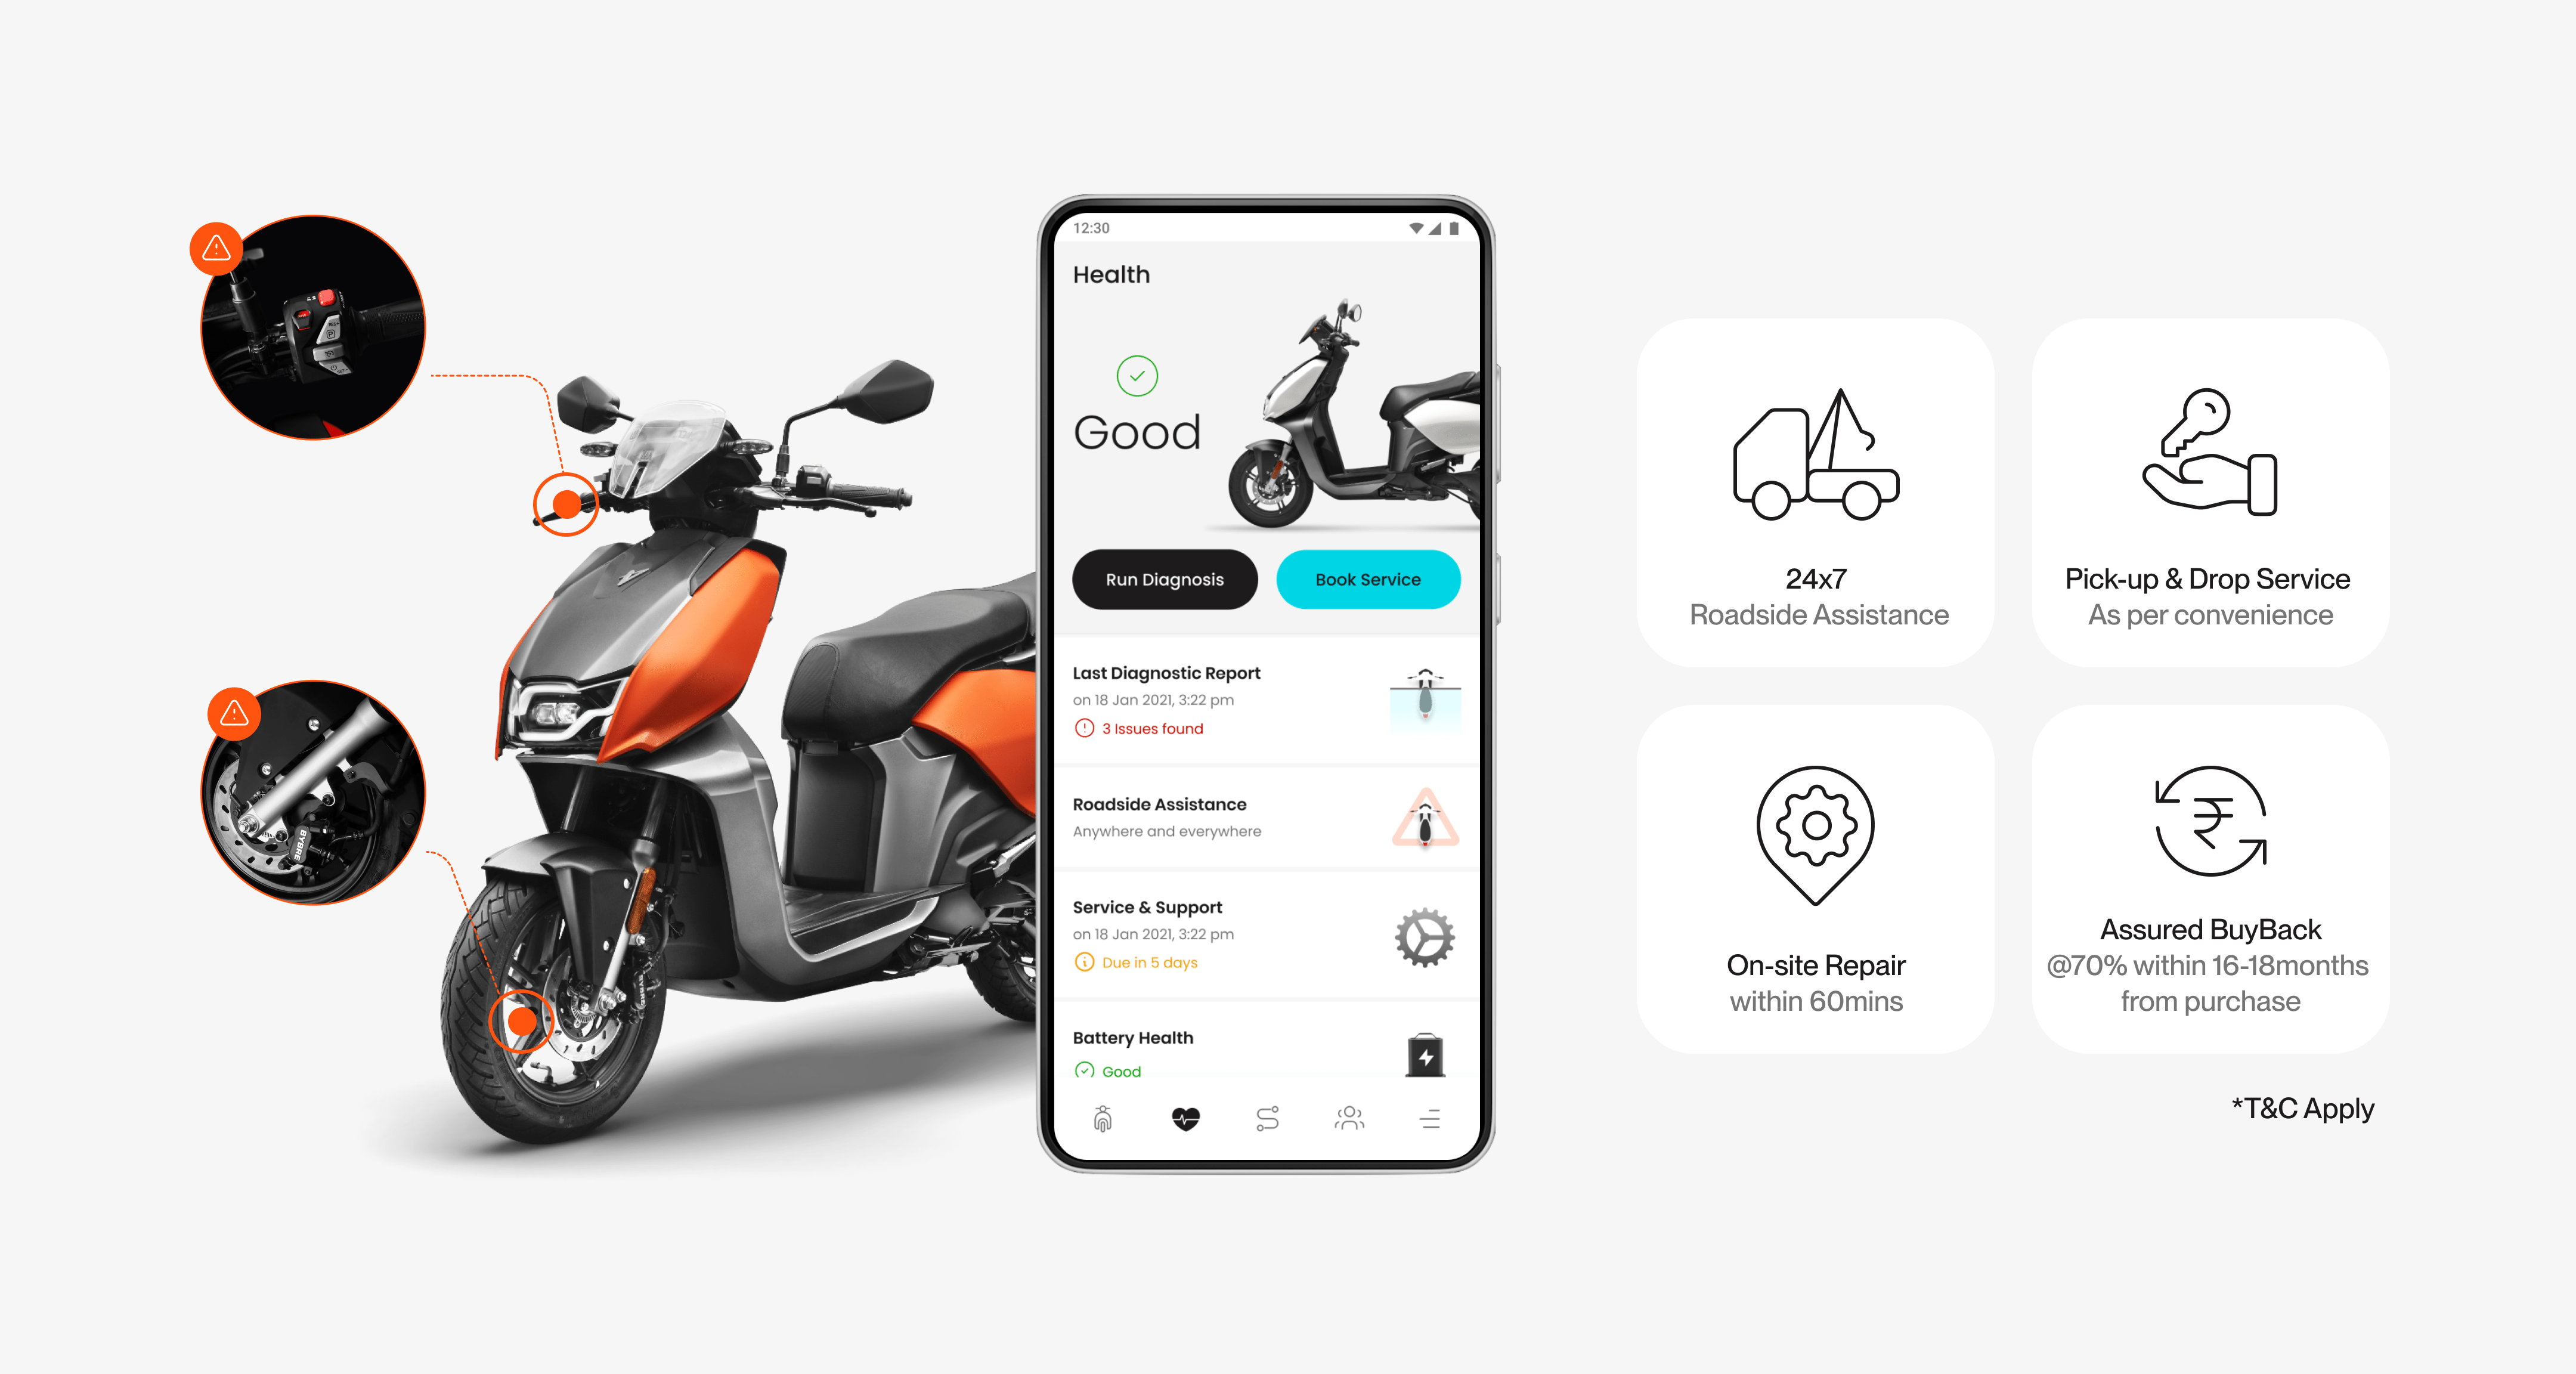 12:30
Health
Good
Run Diagnosis
Book Service
Last Diagnostic Report
on 18 Jan 2021, 3:22 pm
3 Issues found
Roadside Assistance
Anywhere and everywhere
Service & Support
on 18 Jan 2021, 3:22 pm
Due in 5 days
Battery Health
Good
BYBRE
BYBRE
24x7
Roadside Assistance
Pick-up & Drop Service
As per convenience
On-site Repair
within 60mins
Assured BuyBack
@70% within 16-18months
from purchase
*T&C Apply